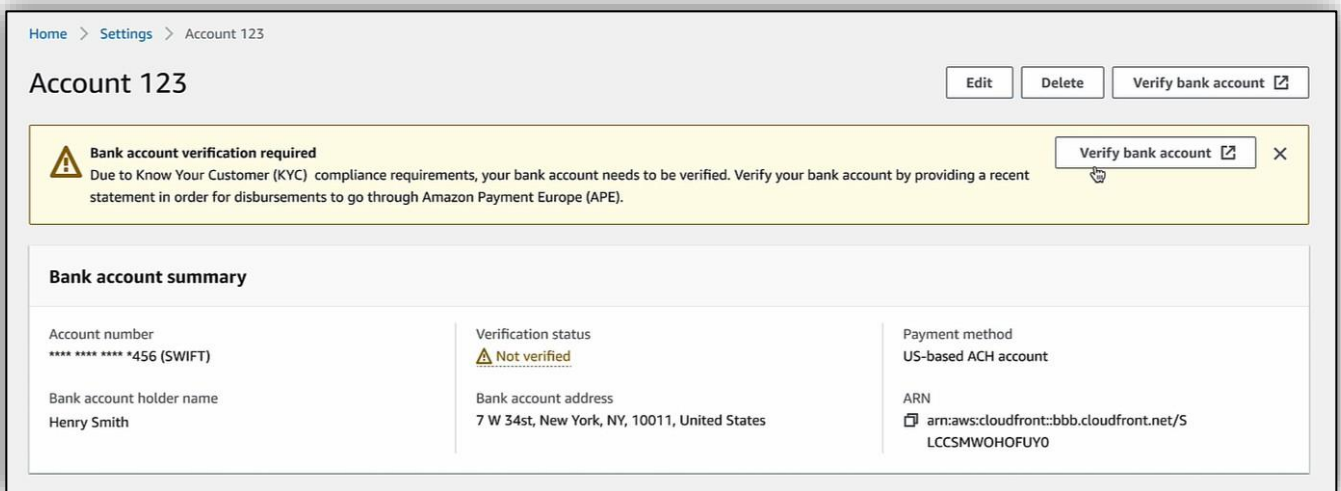 Home > Settings > Account 123
Account 123
Edit
Delete
Verify bank account
Bank account verification required
Verify bank account
Due to Know Your Customer (KYC) compliance requirements, your bank account needs to be verified. Verify your bank account by providing a recent
statement in order for disbursements to go through Amazon Payment Europe (APE).
Bank account summary
Account number
**** **** **** *456 (SWIFT)
Bank account holder name
Henry Smith
Verification status
Not verified
Bank account address
7 W 34st, New York, NY, 10011, United States
Payment method
US-based ACH account
ARN
arn:aws:cloudfront::bbb.cloudfront.net/S
LCCSMWOHOFUY0